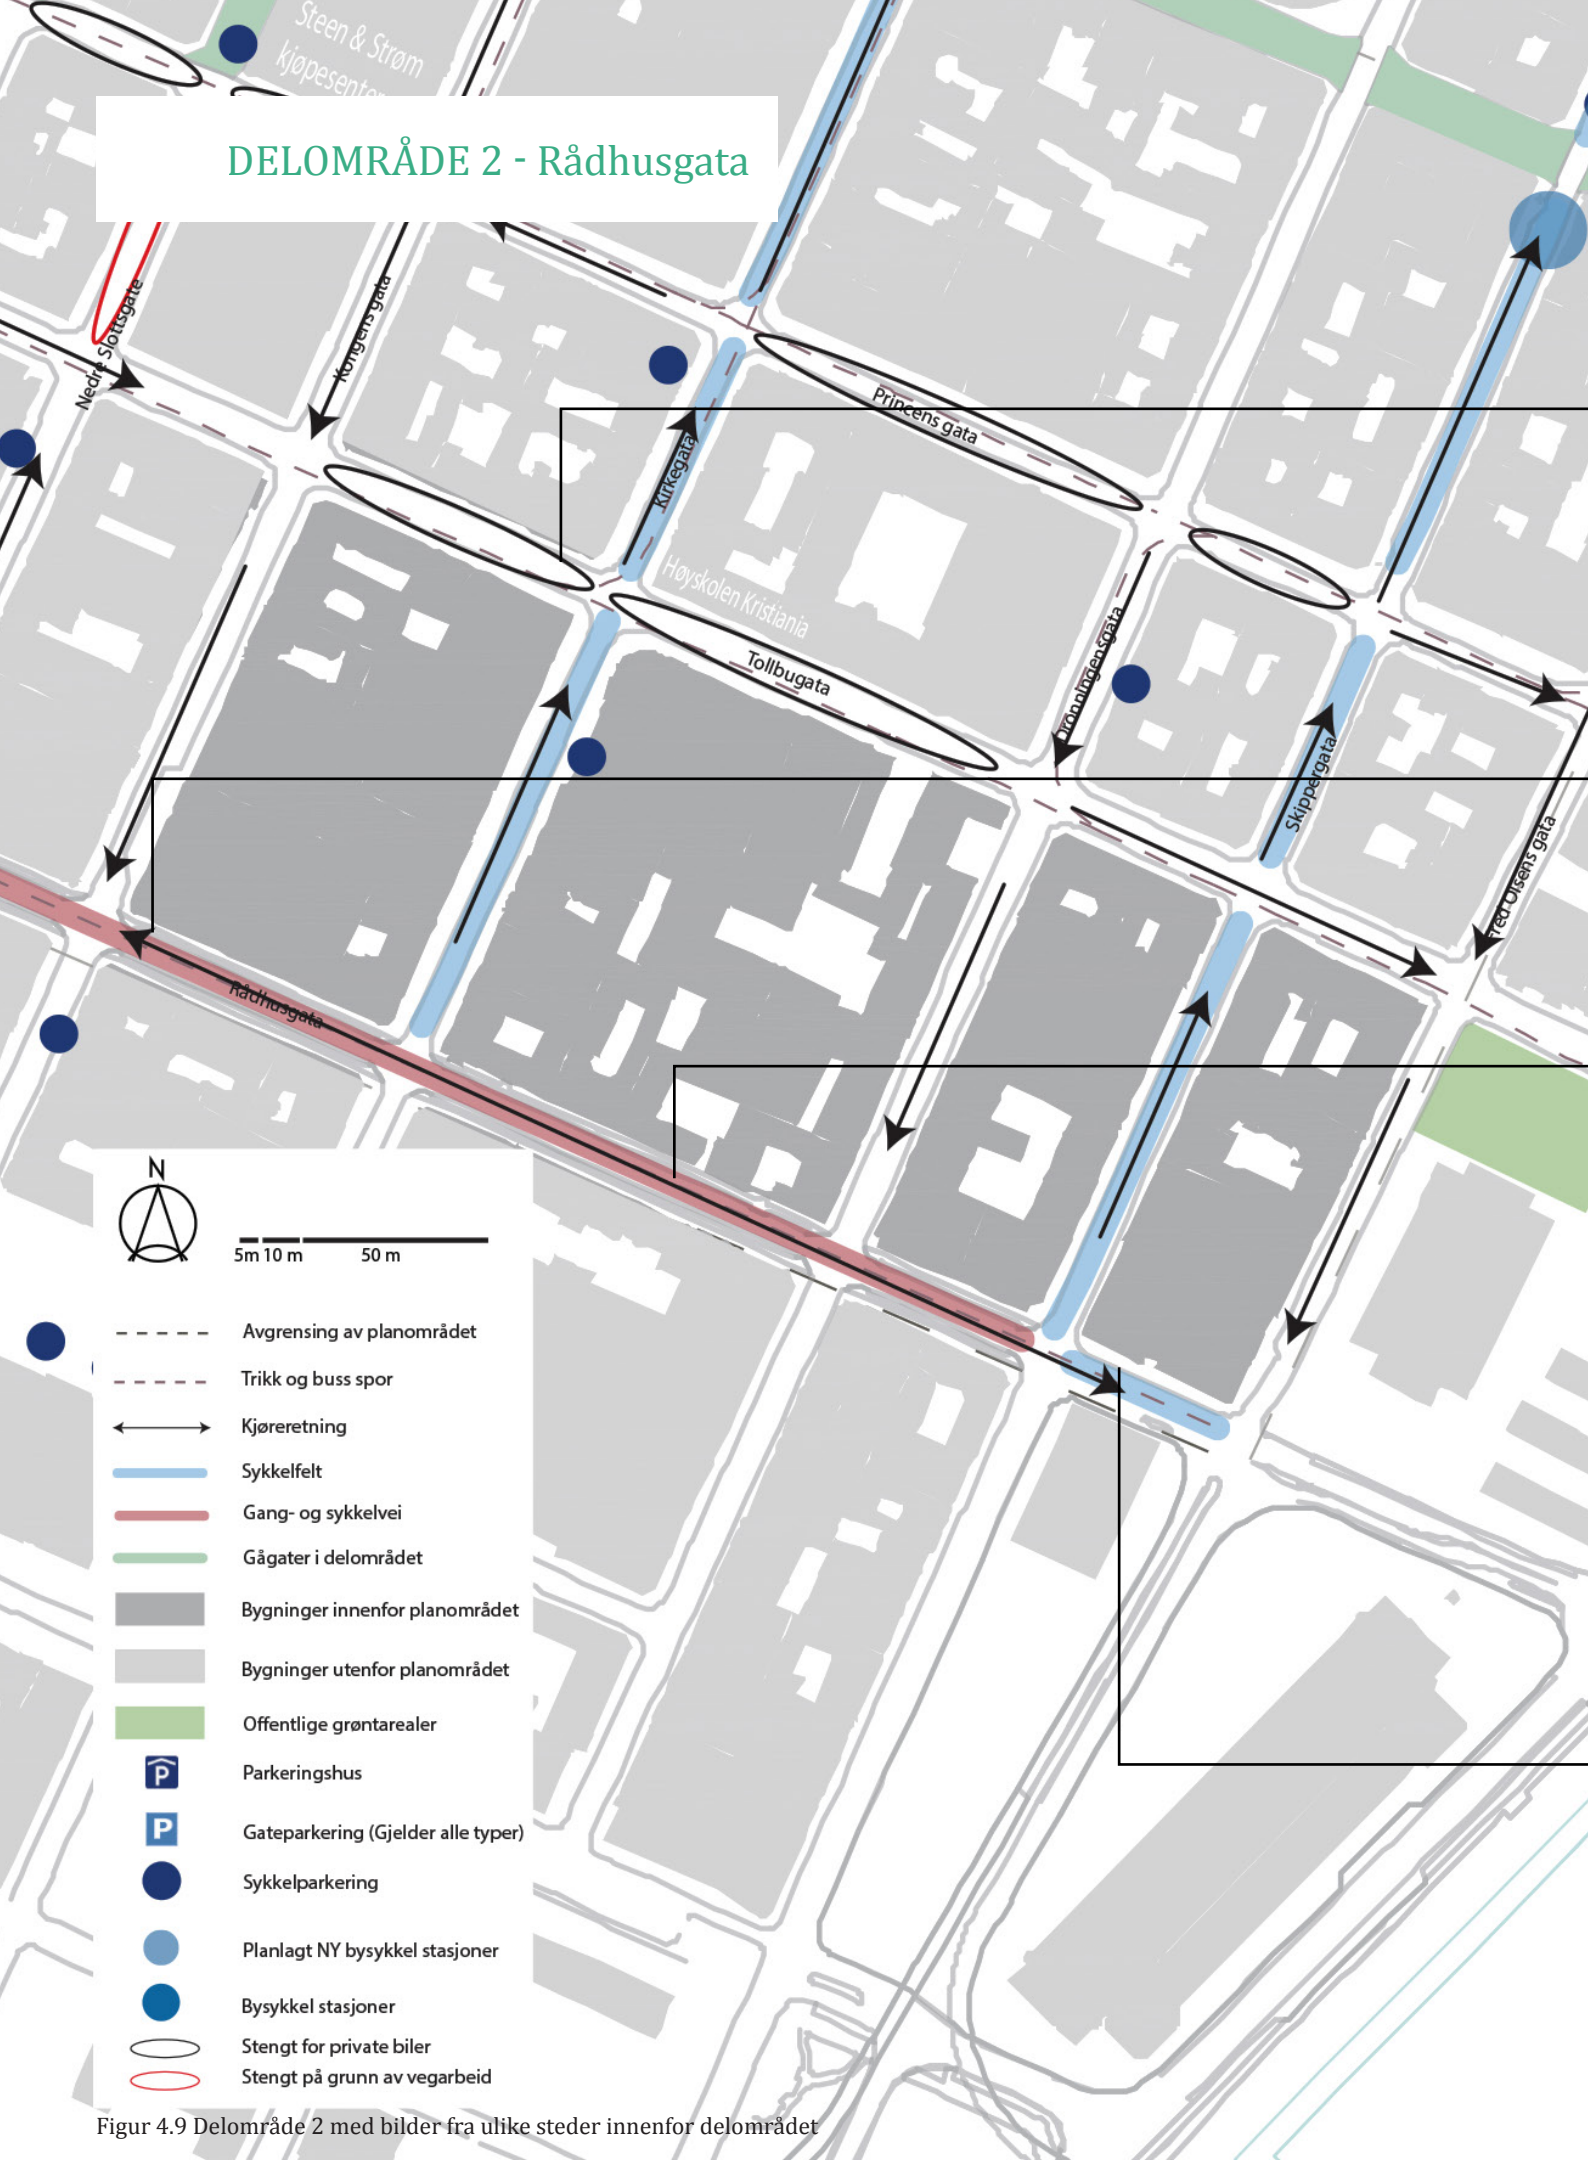 Steen & Strøm
kjøpesenter
DELOMRÅDE 2 - Rådhusgata
Nedre Slottsgate
Kongens gata
Kirkegata
Princens gata
Høyskolen Kristiania
Tollbugata
Dronningensgata
Skippergata
Fred Olsens gata
Rådhusgata
N
5m 10 m 50 m
Avgrensing av planområdet
Trikk og buss spor
Kjøreretning
Sykkelfelt
Gang- og sykkelvei
Gågater i delområdet
Bygninger innenfor planområdet
Bygninger utenfor planområdet
Offentlige grøntarealer
P Parkeringshus
P Gateparkering (Gjelder alle typer)
Sykkelparkering
Planlagt NY bysykkel stasjoner
Bysykkel stasjoner
Stengt for private biler
Stengt på grunn av vegarbeid
Figur 4.9 Delområde 2 med bilder fra ulike steder innenfor delområdet